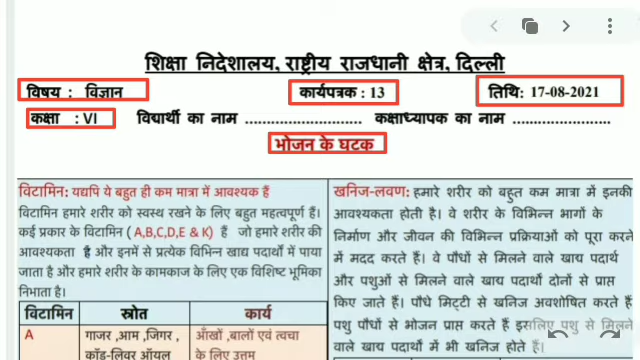 शिक्षा निदेशालय, राष्ट्रीय राजधानी क्षेत्र, दिल्ली
विषय : विज्ञान
कार्यपत्रक : 13
तिथि: 17-08-2021
कक्षा : VI विद्यार्थी का नाम ............................ कक्षाध्यापक का नाम .......................
भोजन के घटक
विटामिन: यद्यपि ये बहुत ही कम मात्रा में आवश्यक हैं
विटामिन हमारे शरीर को स्वस्थ रखने के लिए बहुत महत्वपूर्ण हैं।
कई प्रकार के विटामिन ( A,B,C,D,E & K) हैं जो हमारे शरीर की
आवश्यकता है और इनमें से प्रत्येक विभिन्न खाद्य पदार्थों में पाया
जाता है और हमारे शरीर के कामकाज के लिए एक विशिष्ट भूमिका
निभाता है।
विटामिन स्रोत कार्य
A गाजर ,आम ,जिगर , आँखों ,बालों एवं त्वचा
कॉड-लिवर ऑयल के लिए उत्तम
खनिज-लवण: हमारे शरीर को बहुत कम मात्रा में इनकी
आवश्यकता होती है। वे शरीर के विभिन्न भागों के
निर्माण और जीवन की विभिन्न प्रक्रियाओं को पूरा करने
में मदद करते हैं। वे पौधों से मिलने वाले खाद्य पदार्थ
और पशुओं से मिलने वाले खाद्य पदार्थों दोनों से प्राप्त
किए जाते हैं। पौधे मिट्टी से खनिज अवशोषित करते हैं
पशु पौधों से भोजन प्राप्त करते हैं इसलिए पशु से मिलने
वाले खाद्य पदार्थों में भी खनिज होते हैं।